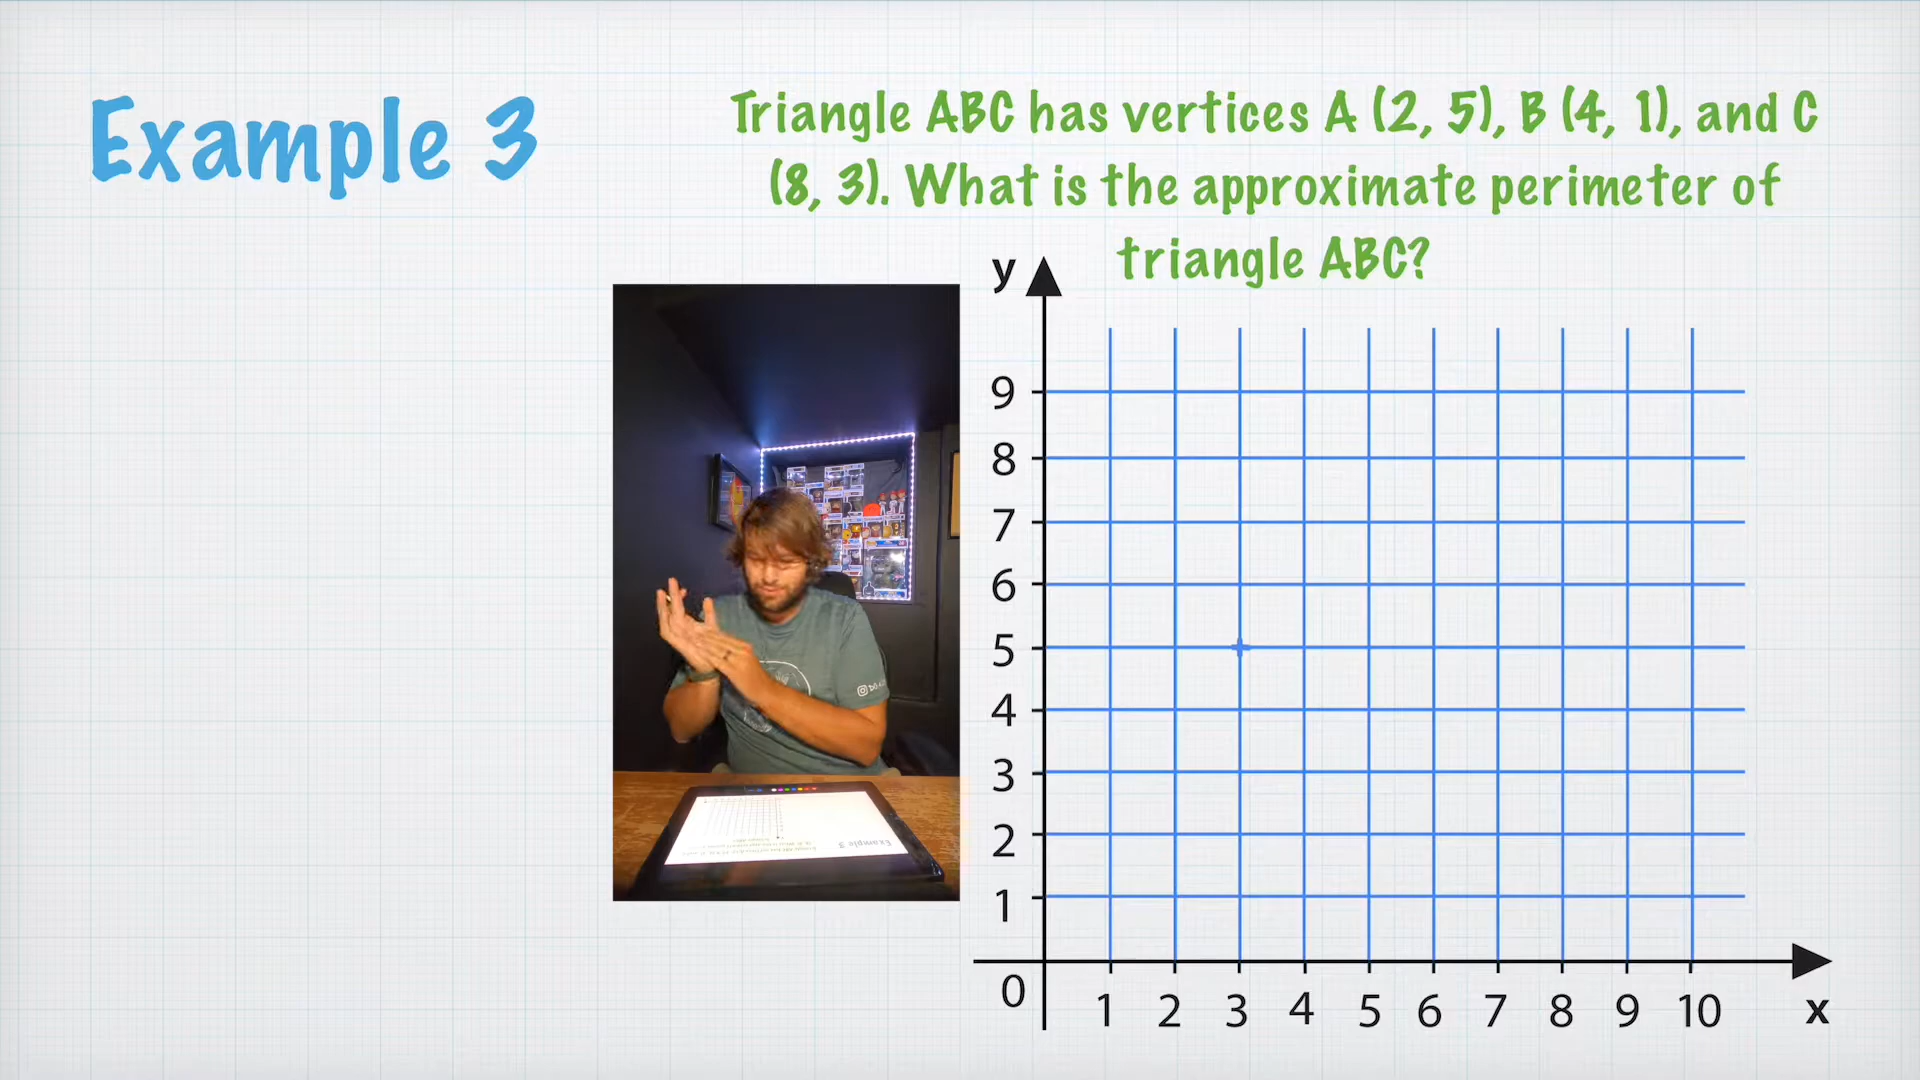 Example 3
Triangle ABC has vertices A (2, 5), B (4, 1), and C
(8, 3). What is the approximate perimeter of
triangle ABC?
y
9
8
7
6
5
4
3
2
1
0
1 2 3 4 5 6 7 8 9 10 x
Example 3